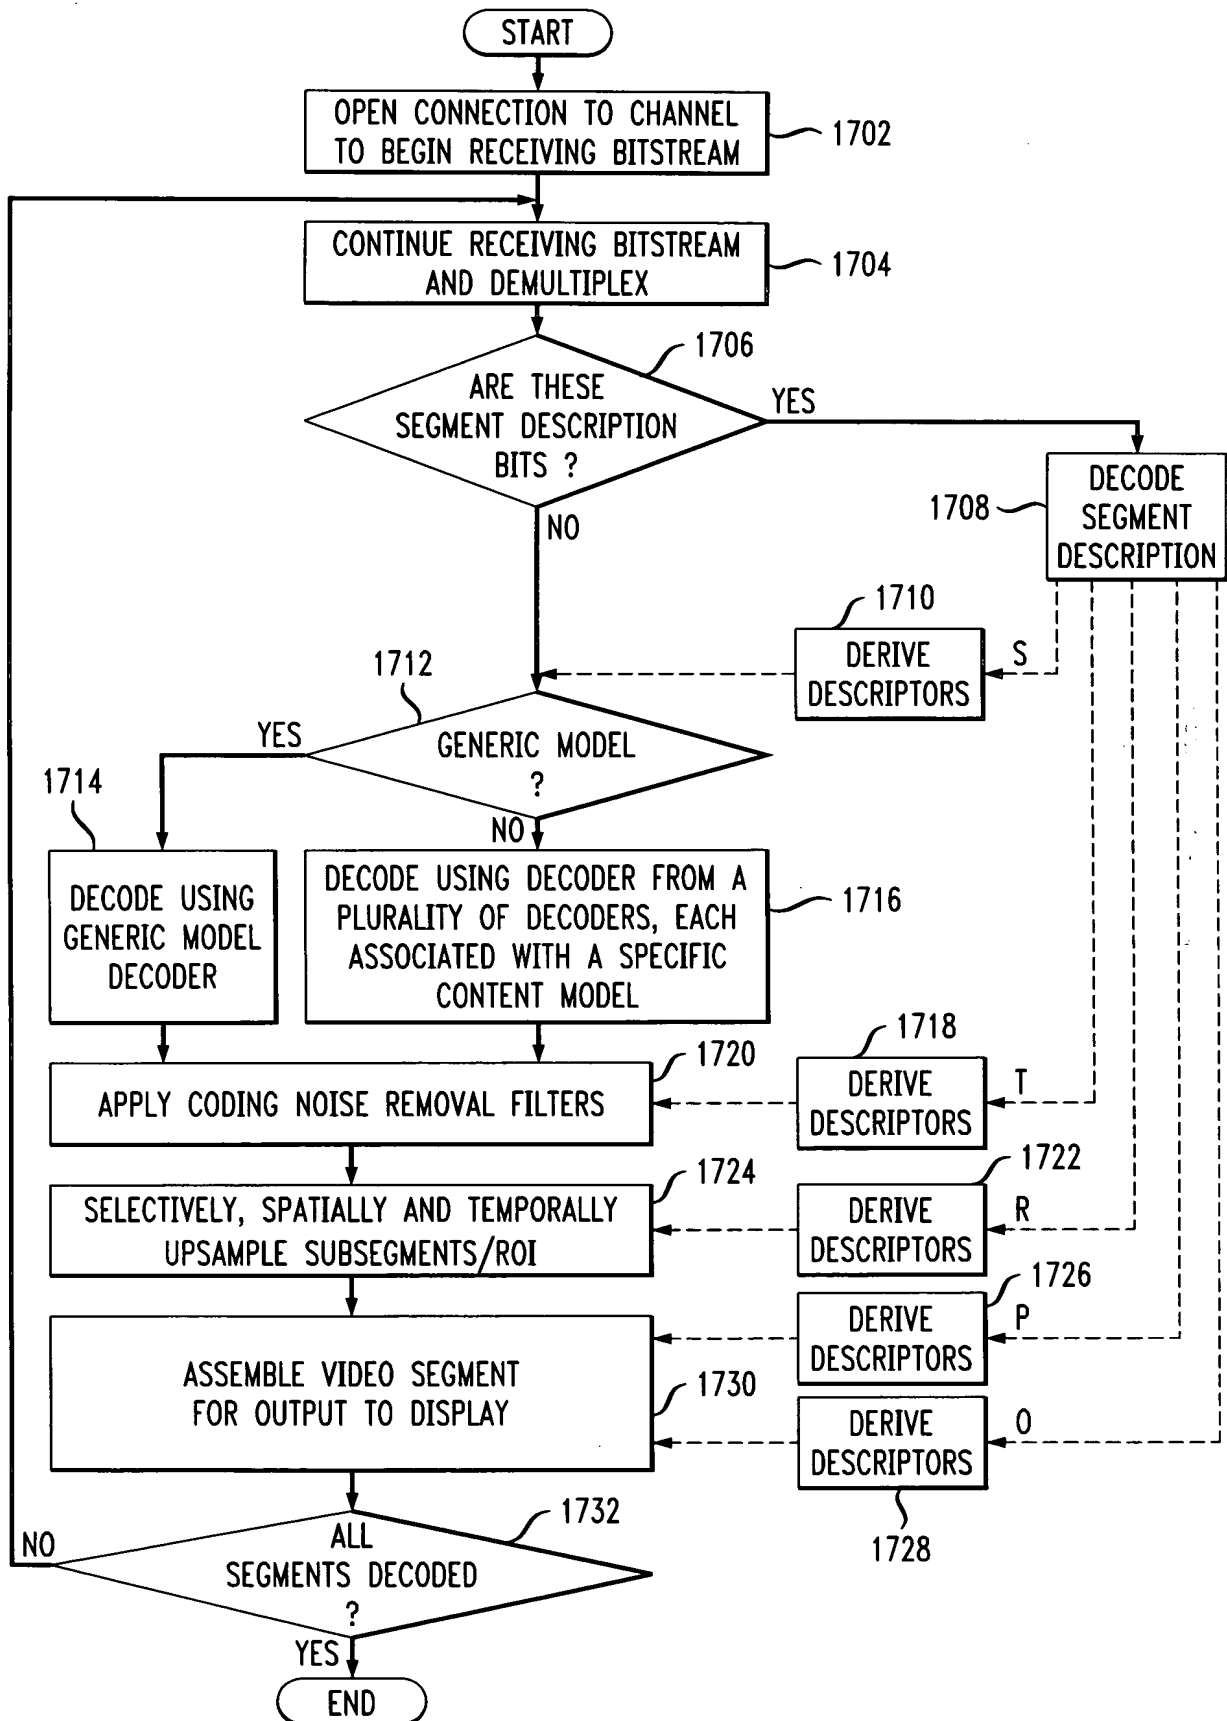 START
OPEN CONNECTION TO CHANNEL
TO BEGIN RECEIVING BITSTREAM
1702
CONTINUE RECEIVING BITSTREAM
AND DEMULTIPLEX
1704
1706
ARE THESE
SEGMENT DESCRIPTION
BITS ?
YES
NO
1708
DECODE
SEGMENT
DESCRIPTION
1710
DERIVE
DESCRIPTORS
S
1712
GENERIC MODEL
?
YES
NO
1714
DECODE USING
GENERIC MODEL
DECODER
DECODE USING DECODER FROM A
PLURALITY OF DECODERS, EACH
ASSOCIATED WITH A SPECIFIC
CONTENT MODEL
1716
1718
DERIVE
DESCRIPTORS
T
1720
APPLY CODING NOISE REMOVAL FILTERS
1722
DERIVE
DESCRIPTORS
R
1724
SELECTIVELY, SPATIALLY AND TEMPORALLY
UPSAMPLE SUBSEGMENTS/ROI
1726
DERIVE
DESCRIPTORS
P
ASSEMBLE VIDEO SEGMENT
FOR OUTPUT TO DISPLAY
1730
DERIVE
DESCRIPTORS
O
1728
1732
ALL
SEGMENTS DECODED
?
NO
YES
END